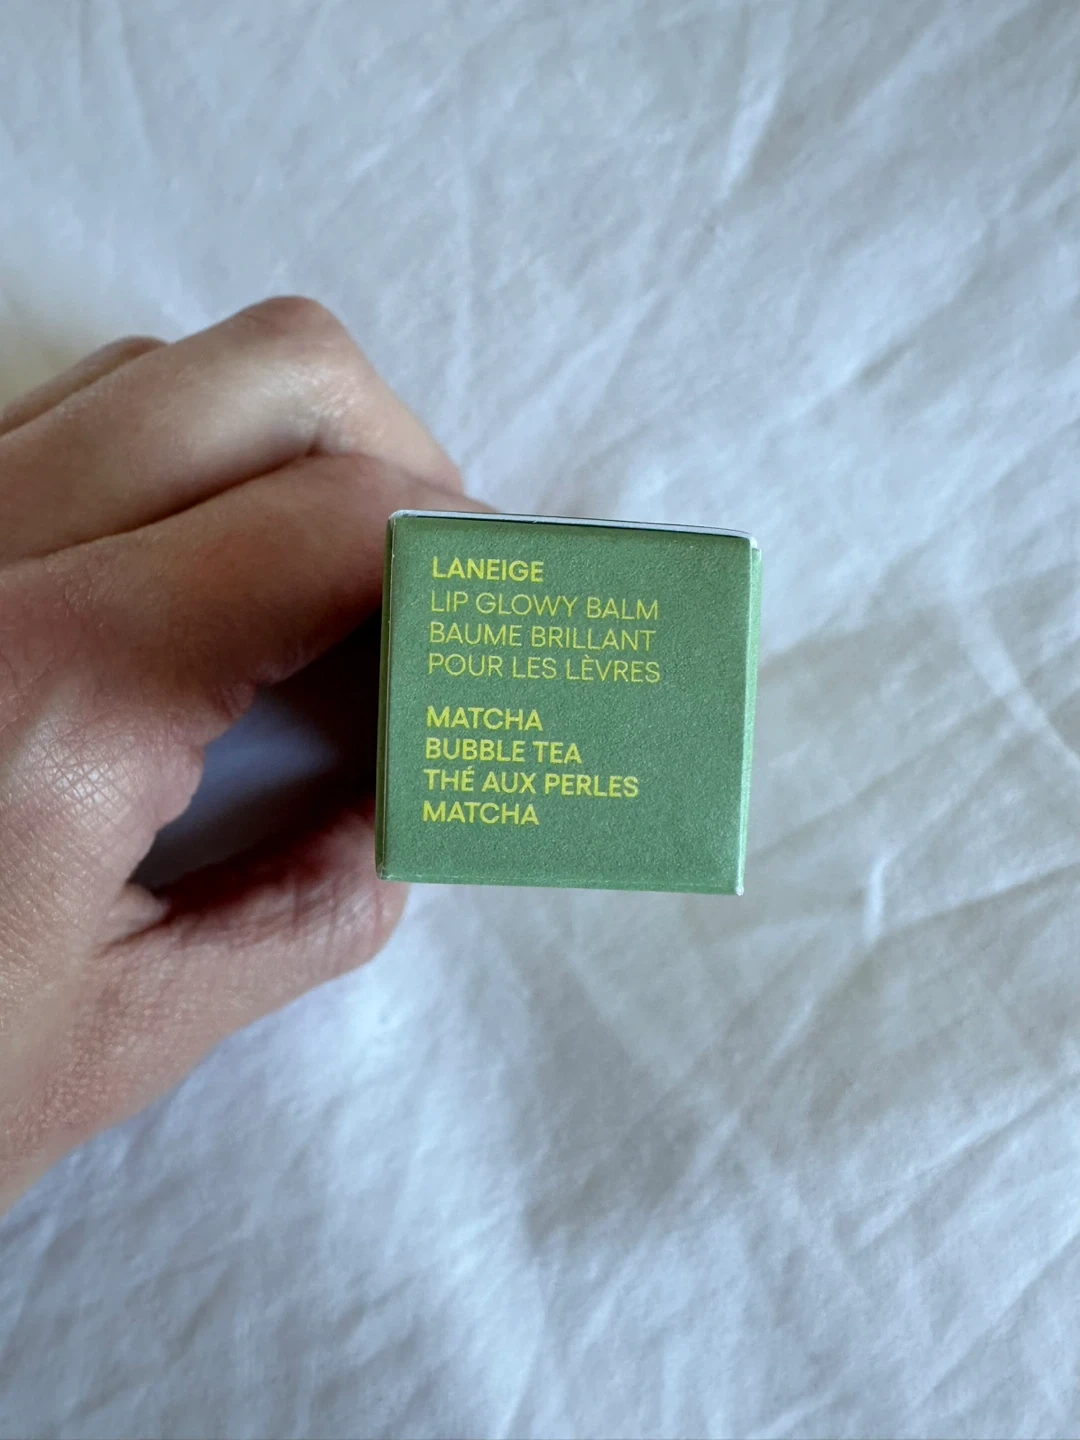 LANEIGE
LIP GLOWY BALM
BAUME BRILLANT
POUR LES LÈVRES
MATCHA
BUBBLE TEA
THÉ AUX PERLES
MATCHA